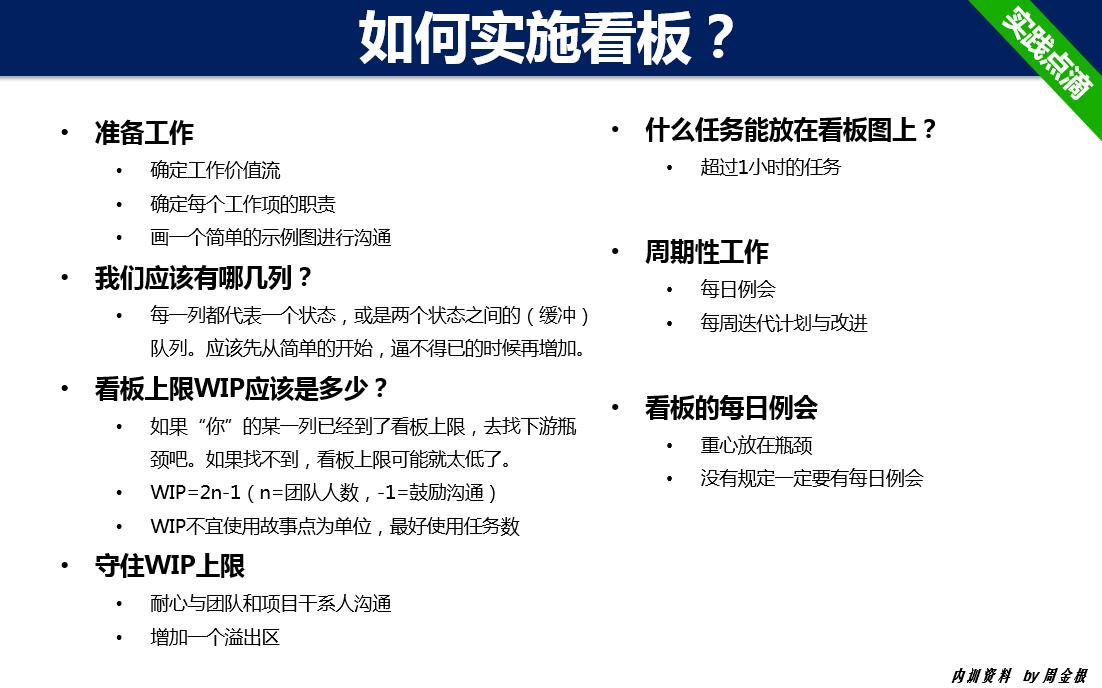 如何实施看板？
实践点滴
• 准备工作
• 确定工作价值流
• 确定每个工作项的职责
• 画一个简单的示例图进行沟通
• 我们应该有哪几列？
• 每一列都代表一个状态，或是两个状态之间的（缓冲）
队列。应该先从简单的开始，逼不得已的时候再增加。
• 看板上限WIP应该是多少？
• 如果“你”的某一列已经到了看板上限，去找下游瓶
颈吧。如果找不到，看板上限可能就太低了。
• WIP=2n-1（n=团队人数，-1=鼓励沟通）
• WIP不宜使用故事点为单位，最好使用任务数
• 守住WIP上限
• 耐心与团队和项目干系人沟通
• 增加一个溢出区
• 什么任务能放在看板图上？
• 超过1小时的任务
• 周期性工作
• 每日例会
• 每周迭代计划与改进
• 看板的每日例会
• 重心放在瓶颈
• 没有规定一定要有每日例会
内训资料 by 周金根